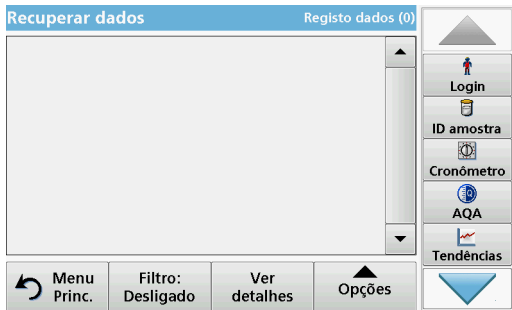 Recuperar dados
Registo dados (0)
Login
ID amostra
Cronômetro
AQA
Tendências
Menu
Princ.
Filtro:
Desligado
Ver
detalhes
Opções